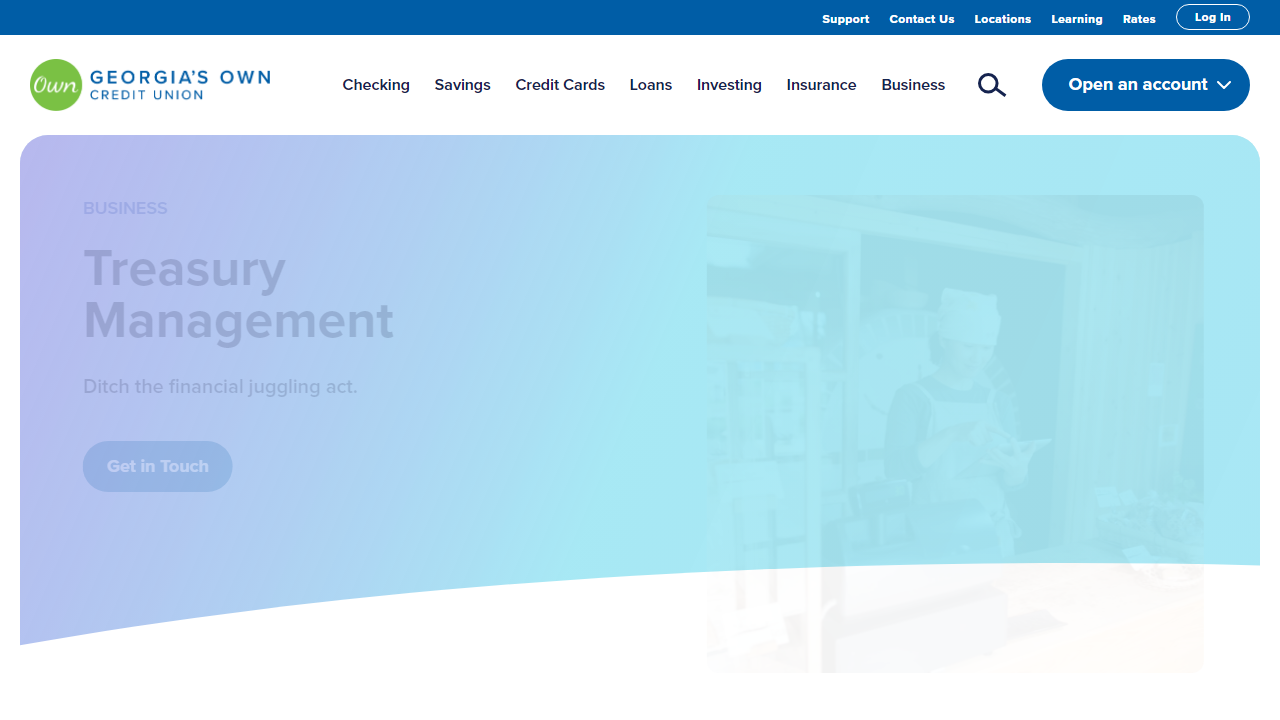 Support Contact Us Locations Learning Rates Log In
Own GEORGIA'S OWN
CREDIT UNION
Checking Savings Credit Cards Loans Investing Insurance Business Open an account
BUSINESS
Treasury
Management
Ditch the financial juggling act.
Get in Touch